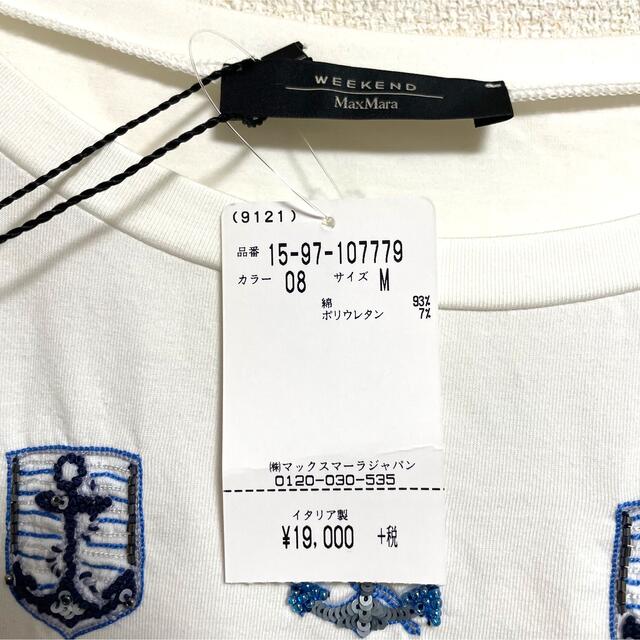 WEEKEND
MaxMara
(9121)
品番 15-97-107779
カラー 08 サイズ M
綿 93%
ポリウレタン 7%
㈱マックスマーラジャパン
0120-030-535
イタリア製
¥19,000 +税